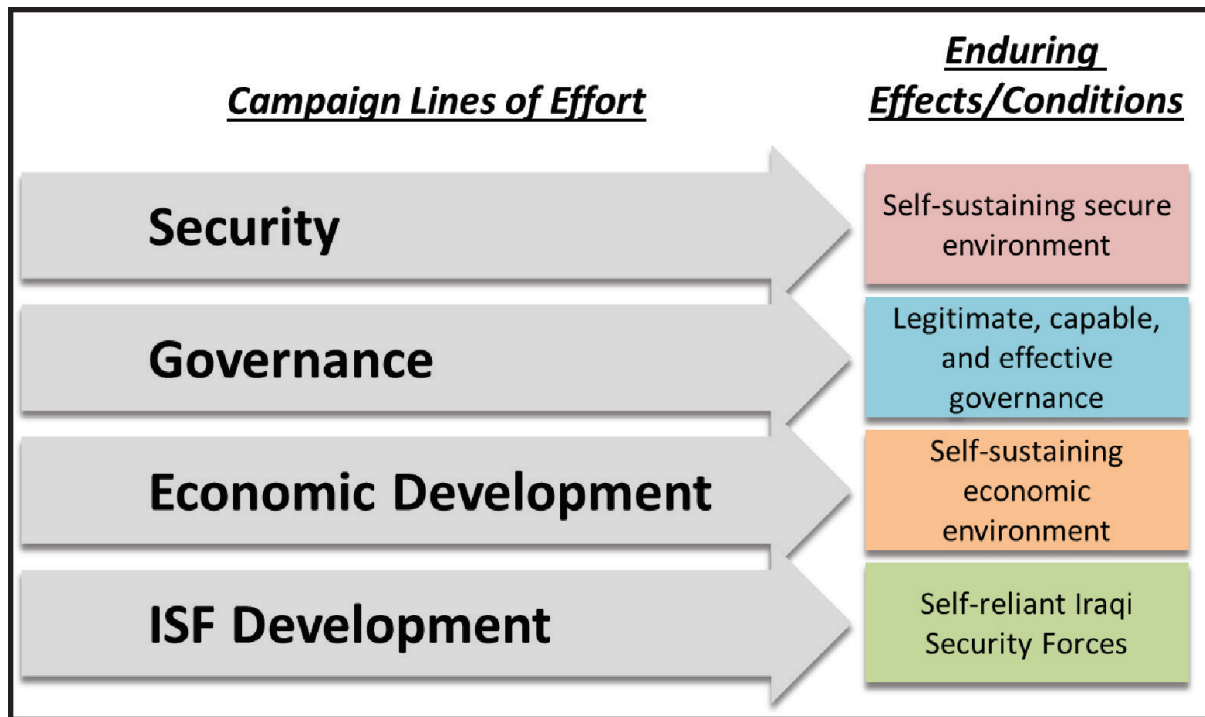 Campaign Lines of Effort
Enduring
Effects/Conditions
Security
Self-sustaining secure
environment
Governance
Legitimate, capable,
and effective
governance
Economic Development
Self-sustaining
economic
environment
ISF Development
Self-reliant Iraqi
Security Forces